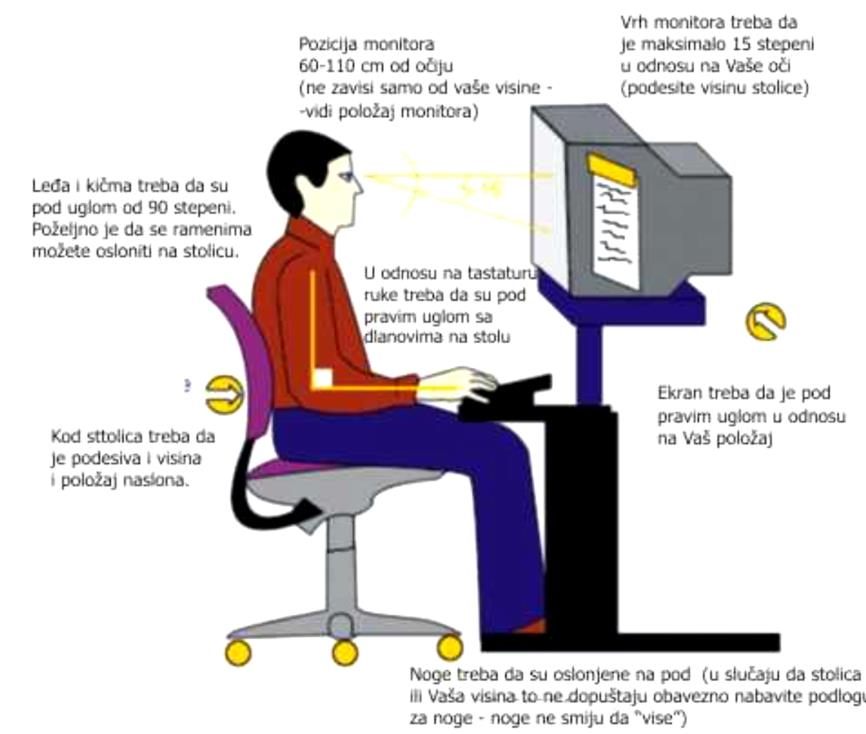 Pozicija monitora
60-110 cm od očiju
(ne zavisi samo od vaše visine -
-vidi položaj monitora)
Vrh monitora treba da
je maksimalo 15 stepeni
u odnosu na Vaše oči
(podesite visinu stolice)
Leđa i kičma treba da su
pod uglom od 90 stepeni.
Poželjno je da se ramenima
možete osloniti na stolicu.
U odnosu na tastaturu
ruke treba da su pod
pravim uglom sa
dlanovima na stolu
Ekran treba da je pod
pravim uglom u odnosu
na Vaš položaj
Kod sttolica treba da
je podesiva i visina
i položaj naslona.
Noge treba da su oslonjene na pod (u slučaju da stolica
ili Vaša visina to ne dopuštaju obavezno nabavite podlogu
za noge - noge ne smiju da "vise")